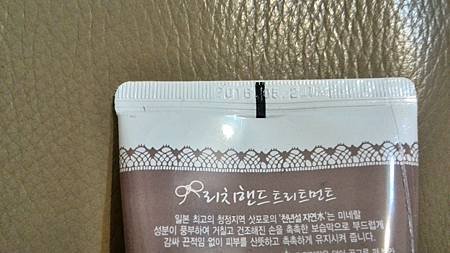 리치핸드트리트먼트
일본 최고의 청정지역 삿포로의 '천년설 자연水'는 미네랄
성분이 풍부하여 거칠고 건조해진 손을 촉촉한 보습막으로 부드럽게
감싸 끈적임 없이 피부를 산뜻하고 촉촉하게 유지시켜 줍니다.